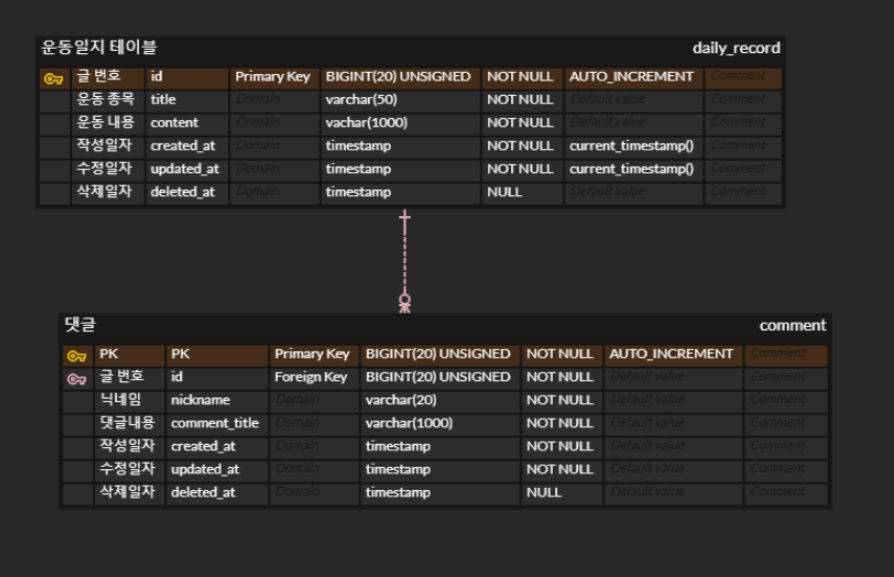 운동일지 테이블 daily_record
글 번호 id Primary Key BIGINT(20) UNSIGNED NOT NULL AUTO_INCREMENT Comment
운동 종목 title Domain varchar(50) NOT NULL Default value Comment
운동 내용 content Domain vachar(1000) NOT NULL Default value Comment
작성일자 created_at Domain timestamp NOT NULL current_timestamp() Comment
수정일자 updated_at Domain timestamp NOT NULL current_timestamp() Comment
삭제일자 deleted_at Domain timestamp NULL Default value Comment
댓글 comment
PK PK Primary Key BIGINT(20) UNSIGNED NOT NULL AUTO_INCREMENT Comment
글 번호 id Foreign Key BIGINT(20) UNSIGNED NOT NULL Default value Comment
닉네임 nickname Domain varchar(20) NOT NULL Default value Comment
댓글내용 comment_title Domain varchar(1000) NOT NULL Default value Comment
작성일자 created_at Domain timestamp NOT NULL Default value Comment
수정일자 updated_at Domain timestamp NOT NULL Default value Comment
삭제일자 deleted_at Domain timestamp NULL Default value Comment